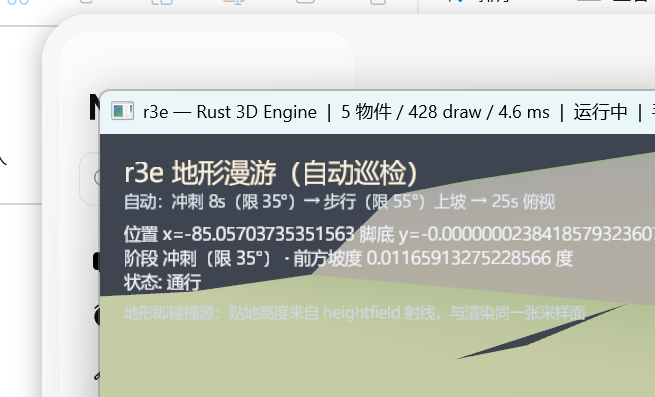 r3e — Rust 3D Engine | 5 物件 / 428 draw / 4.6 ms | 运行中 |
r3e 地形漫游（自动巡检）
自动：冲刺 8s（限 35°）→ 步行（限 55°）上坡 → 25s 俯视
位置 x=-85.05703735351563 脚底 y=-0.0000000238418579323607
阶段 冲刺（限 35°）· 前方坡度 0.01165913275228566 度
状态: 通行
地形即碰撞源：贴地高度来自 heightfield 射线，与渲染同一张采样面